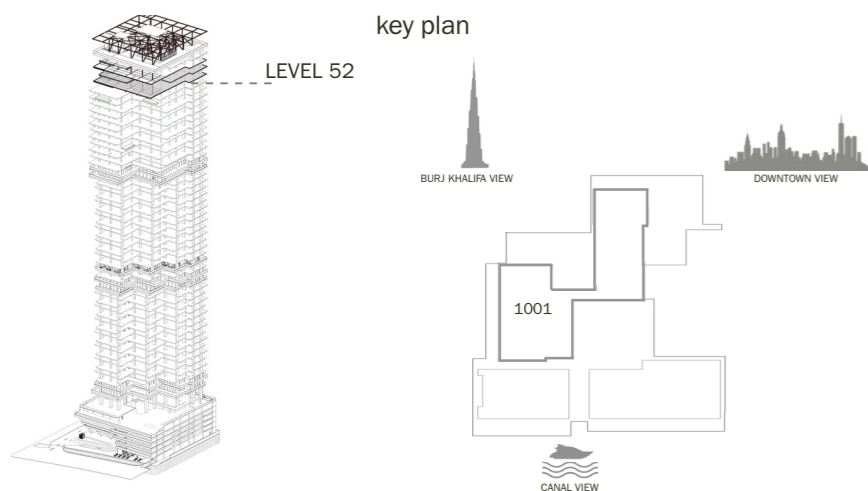 key plan
LEVEL 52
BURJ KHALIFA VIEW
DOWNTOWN VIEW
1001
CANAL VIEW